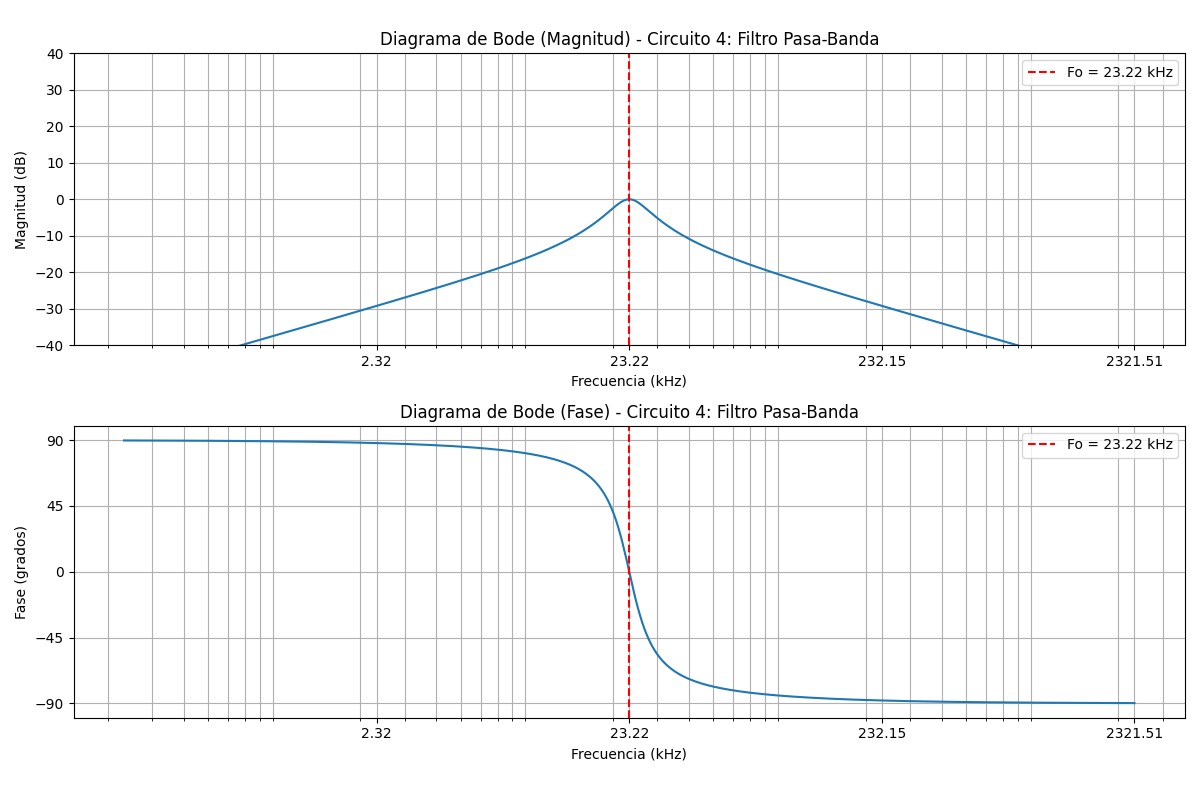 Diagrama de Bode (Magnitud) - Circuito 4: Filtro Pasa-Banda
Magnitud (dB)
40
30
20
10
0
−10
−20
−30
−40
Fo = 23.22 kHz
2.32 23.22 232.15 2321.51
Frecuencia (kHz)
Diagrama de Bode (Fase) - Circuito 4: Filtro Pasa-Banda
Fase (grados)
90
45
0
−45
−90
Fo = 23.22 kHz
2.32 23.22 232.15 2321.51
Frecuencia (kHz)